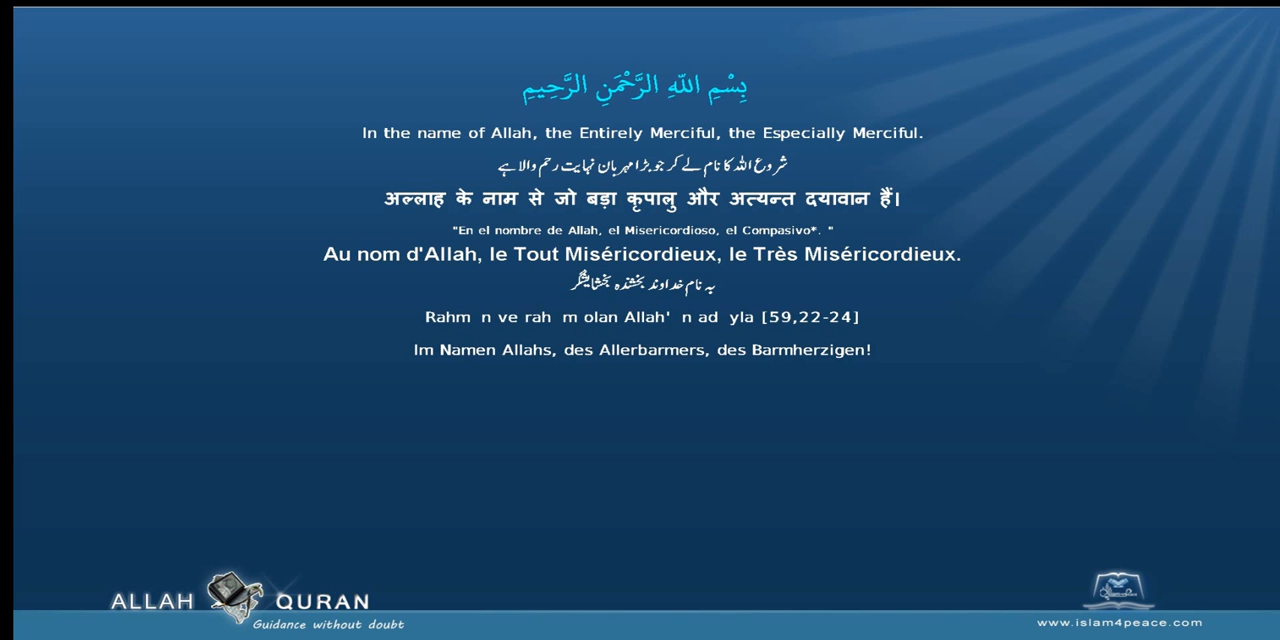 بِسْمِ اللّهِ الرَّحْمَنِ الرَّحِيمِ
In the name of Allah, the Entirely Merciful, the Especially Merciful.
شروع الله کا نام لے کر جو بڑا مہربان نہایت رحم والا ہے
अल्लाह के नाम से जो बड़ा कृपालु और अत्यन्त दयावान हैं।
"En el nombre de Allah, el Misericordioso, el Compasivo*. "
Au nom d'Allah, le Tout Miséricordieux, le Très Miséricordieux.
به نام خداوند بخشنده بخشایشگر
Rahm n ve rah m olan Allah' n ad yla [59,22-24]
Im Namen Allahs, des Allerbarmers, des Barmherzigen!
ALLAH QURAN
Guidance without doubt
www.islam4peace.com